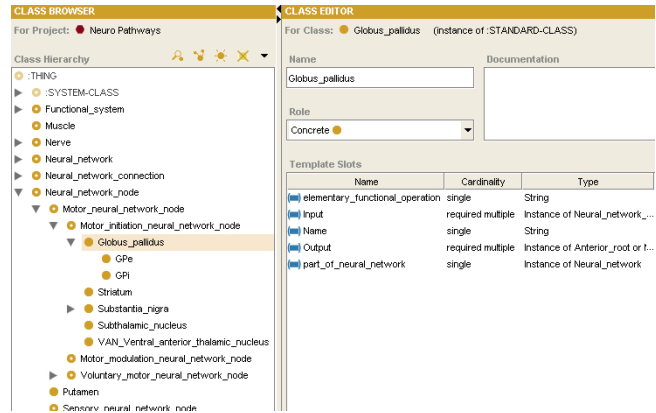 CLASS BROWSER
For Project: Neuro Pathways
Class Hierarchy
:THING
:SYSTEM-CLASS
Functional_system
Muscle
Nerve
Neural_network
Neural_network_connection
Neural_network_node
Motor_neural_network_node
Motor_initiation_neural_network_node
Globus_pallidus
GPe
GPi
Striatum
Substantia_nigra
Subthalamic_nucleus
VAN_Ventral_anterior_thalamic_nucleus
Motor_modulation_neural_network_node
Voluntary_motor_neural_network_node
Putamen
Sensory_neural_network_node
CLASS EDITOR
For Class: Globus_pallidus (instance of :STANDARD-CLASS)
Name Documentation
Globus_pallidus
Role
Concrete
Template Slots
Name Cardinality Type
elementary_functional_operation single String
Input required multiple Instance of Neural_network_...
Name single String
Output required multiple Instance of Anterior_root or f...
part_of_neural_network single Instance of Neural_network